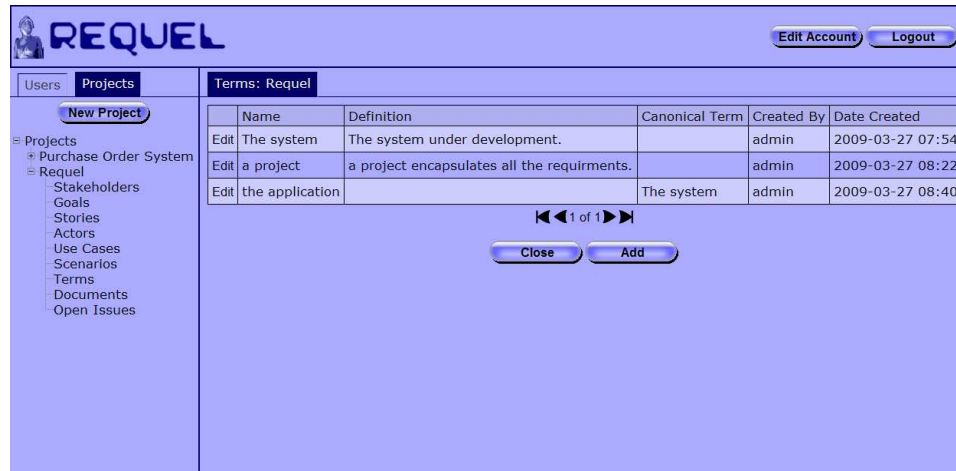 REQUEL
Edit Account Logout
Users Projects
New Project
Projects
Purchase Order System
Requel
Stakeholders
Goals
Stories
Actors
Use Cases
Scenarios
Terms
Documents
Open Issues
Terms: Requel
Name Definition Canonical Term Created By Date Created
Edit The system The system under development. admin 2009-03-27 07:54
Edit a project a project encapsulates all the requirments. admin 2009-03-27 08:22
Edit the application The system admin 2009-03-27 08:40
1 of 1
Close Add